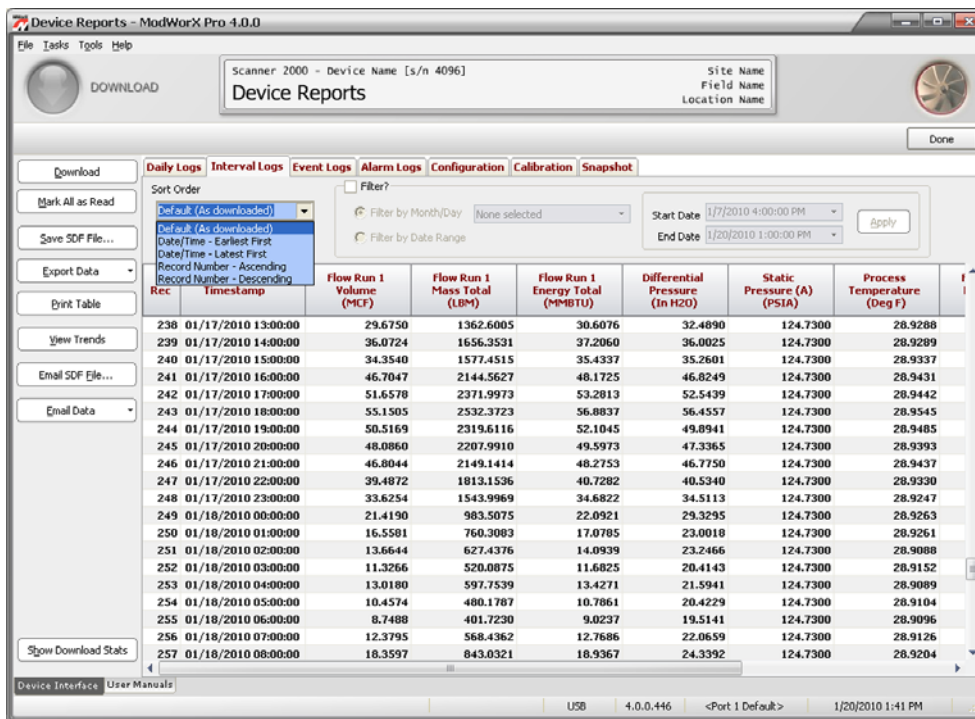 Device Reports - ModWorX Pro 4.0.0
File Tasks Tools Help
DOWNLOAD
Scanner 2000 - Device Name [s/n 4096]
Device Reports
Site Name
Field Name
Location Name
Done
Download
Mark All as Read
Save SDF File...
Export Data
Print Table
View Trends
Email SDF File...
Email Data
Show Download Stats
Daily Logs Interval Logs Event Logs Alarm Logs Configuration Calibration Snapshot
Sort Order
Default (As downloaded)
Default (As downloaded)
Date/Time - Earliest First
Date/Time - Latest First
Record Number - Ascending
Record Number - Descending
Filter?
Filter by Month/Day None selected
Filter by Date Range
Start Date 1/7/2010 4:00:00 PM
End Date 1/20/2010 1:00:00 PM
Apply
Rec Timestamp Flow Run 1 Volume (MCF) Flow Run 1 Mass Total (LBM) Flow Run 1 Energy Total (MMBTU) Differential Pressure (In H2O) Static Pressure (A) (PSIA) Process Temperature (Deg F)
238 01/17/2010 13:00:00 29.6750 1362.6005 30.6076 32.4890 124.7300 28.9288
239 01/17/2010 14:00:00 36.0724 1656.3531 37.2060 36.0025 124.7300 28.9289
240 01/17/2010 15:00:00 34.3540 1577.4515 35.4337 35.2601 124.7300 28.9337
241 01/17/2010 16:00:00 46.7047 2144.5627 48.1725 46.8249 124.7300 28.9431
242 01/17/2010 17:00:00 51.6578 2371.9973 53.2813 52.5439 124.7300 28.9442
243 01/17/2010 18:00:00 55.1505 2532.3723 56.8837 56.4557 124.7300 28.9545
244 01/17/2010 19:00:00 50.5169 2319.6116 52.1045 49.8941 124.7300 28.9485
245 01/17/2010 20:00:00 48.0860 2207.9910 49.5973 47.3365 124.7300 28.9393
246 01/17/2010 21:00:00 46.8044 2149.1414 48.2753 46.7750 124.7300 28.9437
247 01/17/2010 22:00:00 39.4872 1813.1536 40.7282 40.5340 124.7300 28.9330
248 01/17/2010 23:00:00 33.6254 1543.9969 34.6822 34.5113 124.7300 28.9247
249 01/18/2010 00:00:00 21.4190 983.5075 22.0921 29.3295 124.7300 28.9263
250 01/18/2010 01:00:00 16.5581 760.3083 17.0785 23.0018 124.7300 28.9261
251 01/18/2010 02:00:00 13.6644 627.4376 14.0939 23.2466 124.7300 28.9088
252 01/18/2010 03:00:00 11.3266 520.0875 11.6825 20.4143 124.7300 28.9152
253 01/18/2010 04:00:00 13.0180 597.7539 13.4271 21.5941 124.7300 28.9089
254 01/18/2010 05:00:00 10.4574 480.1787 10.7861 20.4229 124.7300 28.9104
255 01/18/2010 06:00:00 8.7488 401.7230 9.0237 19.5141 124.7300 28.9096
256 01/18/2010 07:00:00 12.3795 568.4362 12.7686 22.0659 124.7300 28.9126
257 01/18/2010 08:00:00 18.3597 843.0321 18.9367 24.3392 124.7300 28.9204
Device Interface User Manuals
USB 4.0.0.446 <Port 1 Default> 1/20/2010 1:41 PM